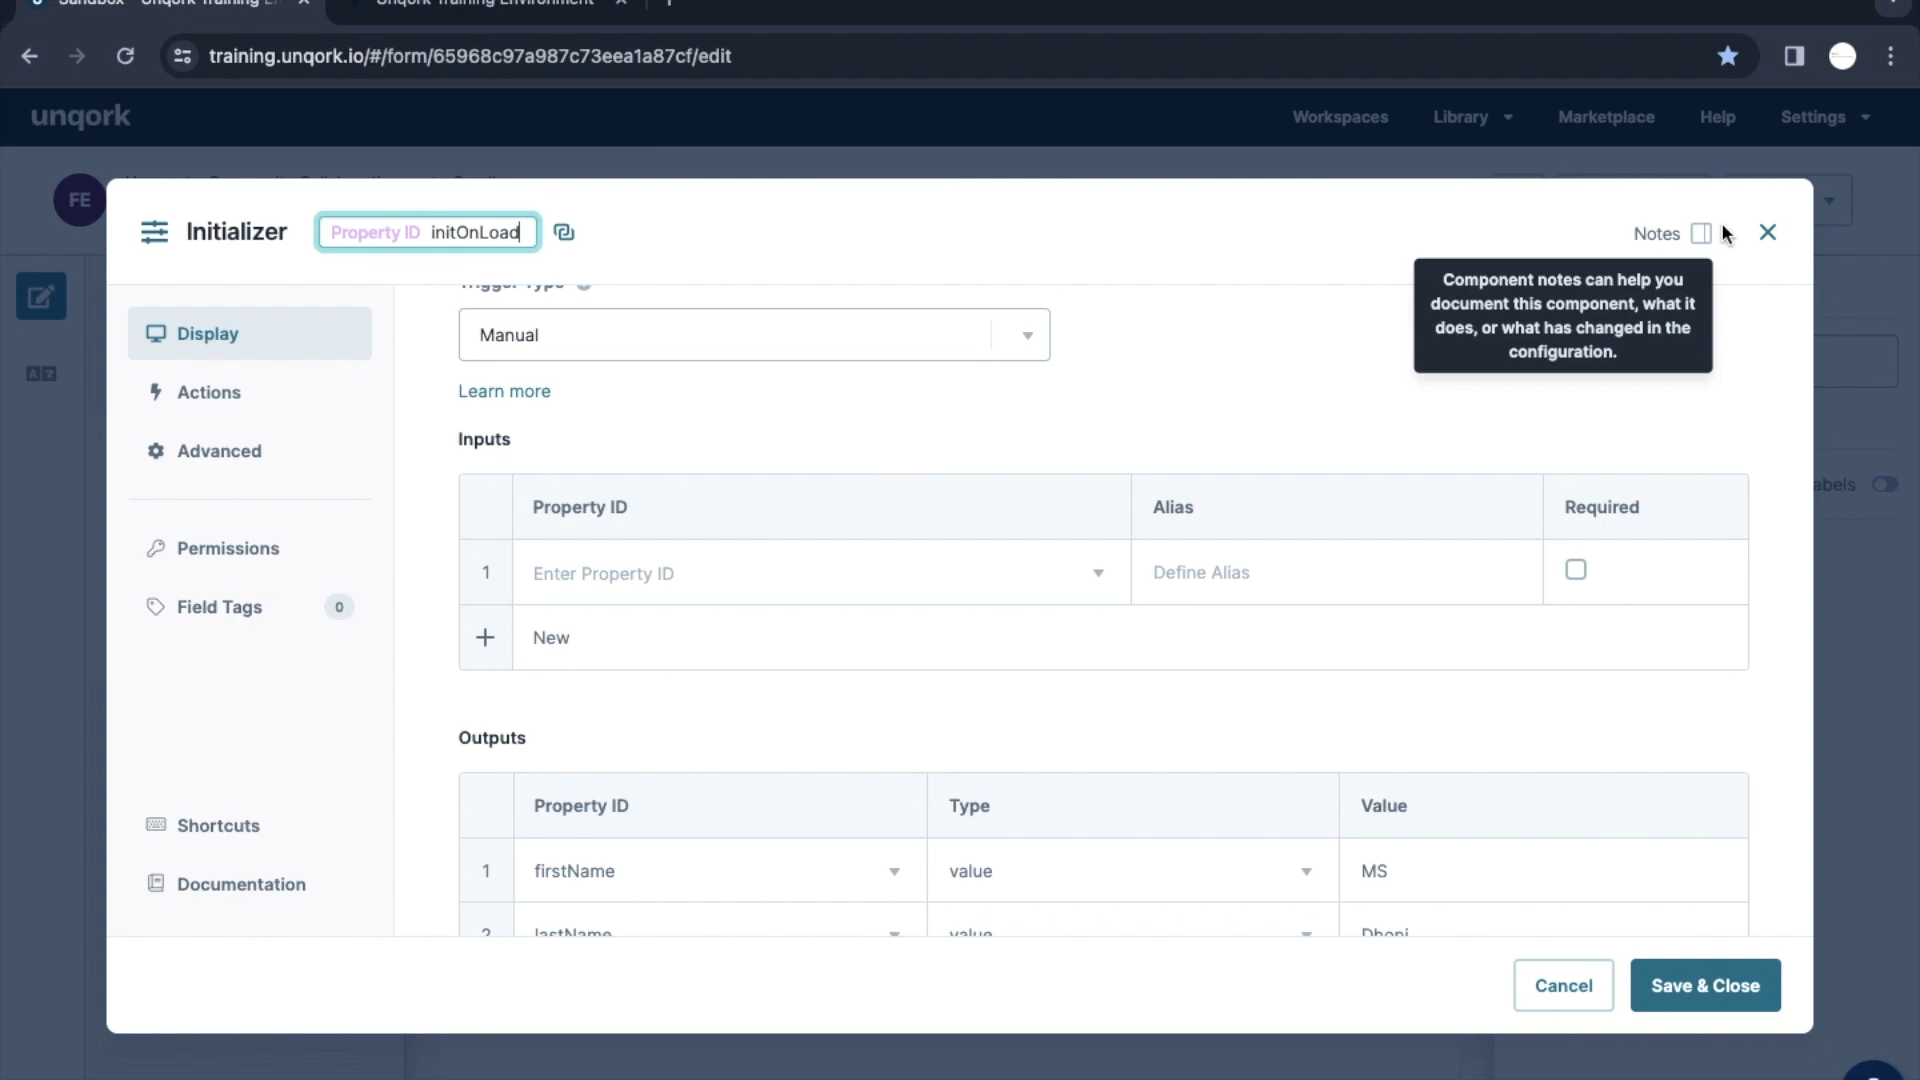 Sandbox - Unqork Training E
Unqork Training Environment
training.unqork.io/#/form/65968c97a987c73eea1a87cf/edit
unqork
Workspaces
Library
Marketplace
Help
Settings
FE
Initializer
Property ID initOnLoad
Notes
Component notes can help you
document this component, what it
does, or what has changed in the
configuration.
Display
Actions
Advanced
Permissions
Field Tags
0
Shortcuts
Documentation
Trigger Type
Manual
Learn more
Inputs
Property ID
Alias
Required
1
Enter Property ID
Define Alias
New
Outputs
Property ID
Type
Value
1
firstName
value
MS
2
lastName
value
Dhoni
abels
Cancel
Save & Close